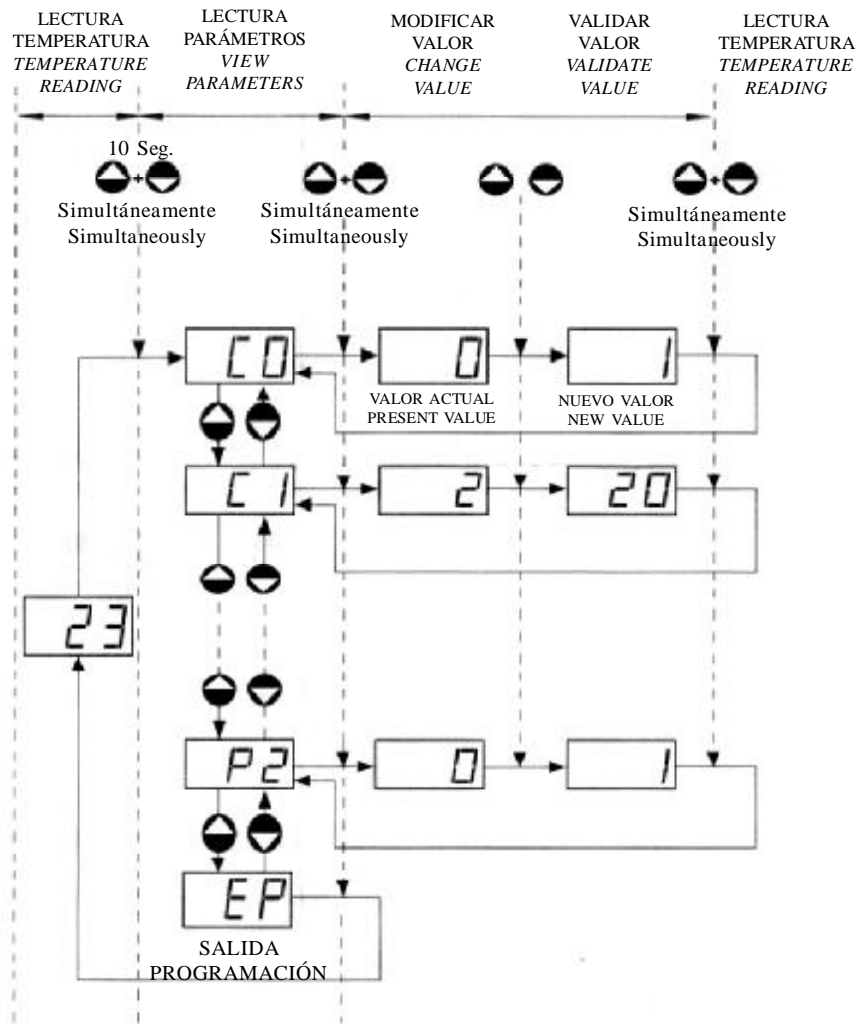 LECTURA
TEMPERATURA
TEMPERATURE
READING
LECTURA
PARÁMETROS
VIEW
PARAMETERS
MODIFICAR
VALOR
CHANGE
VALUE
VALIDAR
VALOR
VALIDATE
VALUE
LECTURA
TEMPERATURA
TEMPERATURE
READING
10 Seg.
+
Simultáneamente
Simultaneously
+
Simultáneamente
Simultaneously
+
Simultáneamente
Simultaneously
C0
0
1
VALOR ACTUAL
PRESENT VALUE
NUEVO VALOR
NEW VALUE
C1
2
20
23
P2
0
1
EP
SALIDA
PROGRAMACIÓN